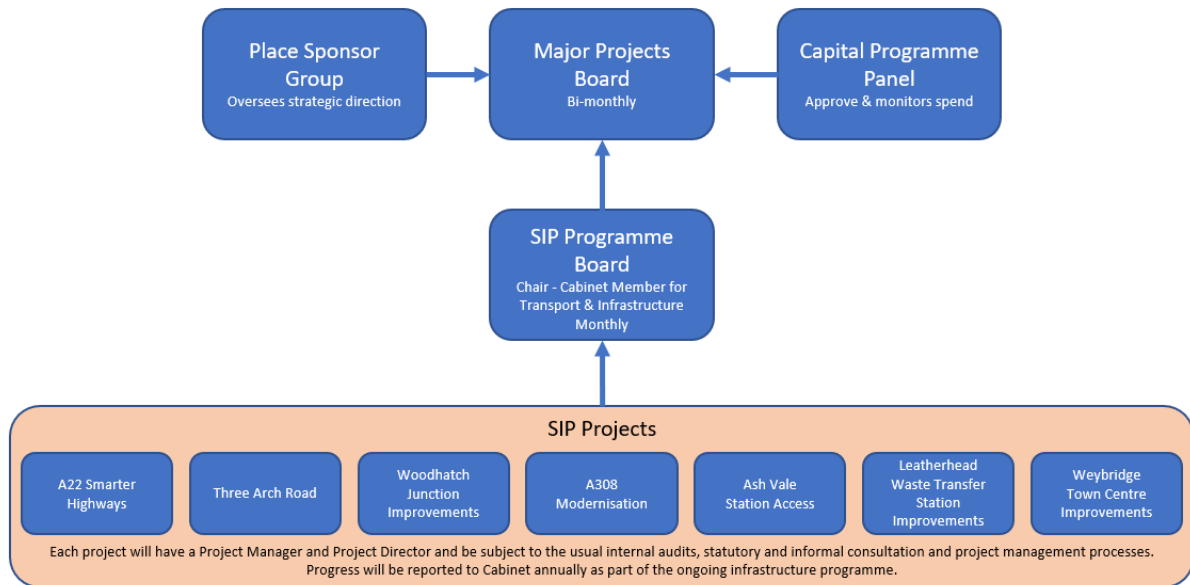 Place Sponsor
Group
Oversees strategic direction
Major Projects
Board
Bi-monthly
Capital Programme
Panel
Approve & monitors spend
SIP Programme
Board
Chair - Cabinet Member for
Transport & Infrastructure
Monthly
SIP Projects
A22 Smarter
Highways
Three Arch Road
Woodhatch
Junction
Improvements
A308
Modernisation
Ash Vale
Station Access
Leatherhead
Waste Transfer
Station
Improvements
Weybridge
Town Centre
Improvements
Each project will have a Project Manager and Project Director and be subject to the usual internal audits, statutory and informal consultation and project management processes.
Progress will be reported to Cabinet annually as part of the ongoing infrastructure programme.